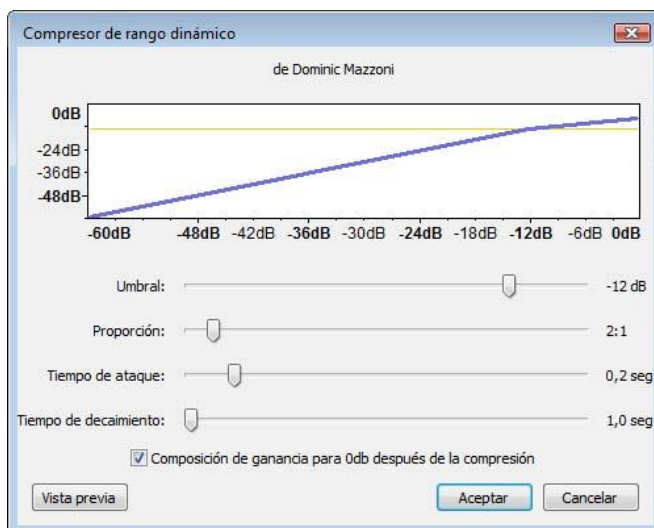 Compresor de rango dinámico
de Dominic Mazzoni
0dB
-24dB
-36dB
-48dB
-60dB -48dB -42dB -36dB -30dB -24dB -18dB -12dB -6dB 0dB
Umbral: -12 dB
Proporción: 2:1
Tiempo de ataque: 0,2 seg
Tiempo de decaimiento: 1,0 seg
Composición de ganancia para 0db después de la compresión
Vista previa Aceptar Cancelar